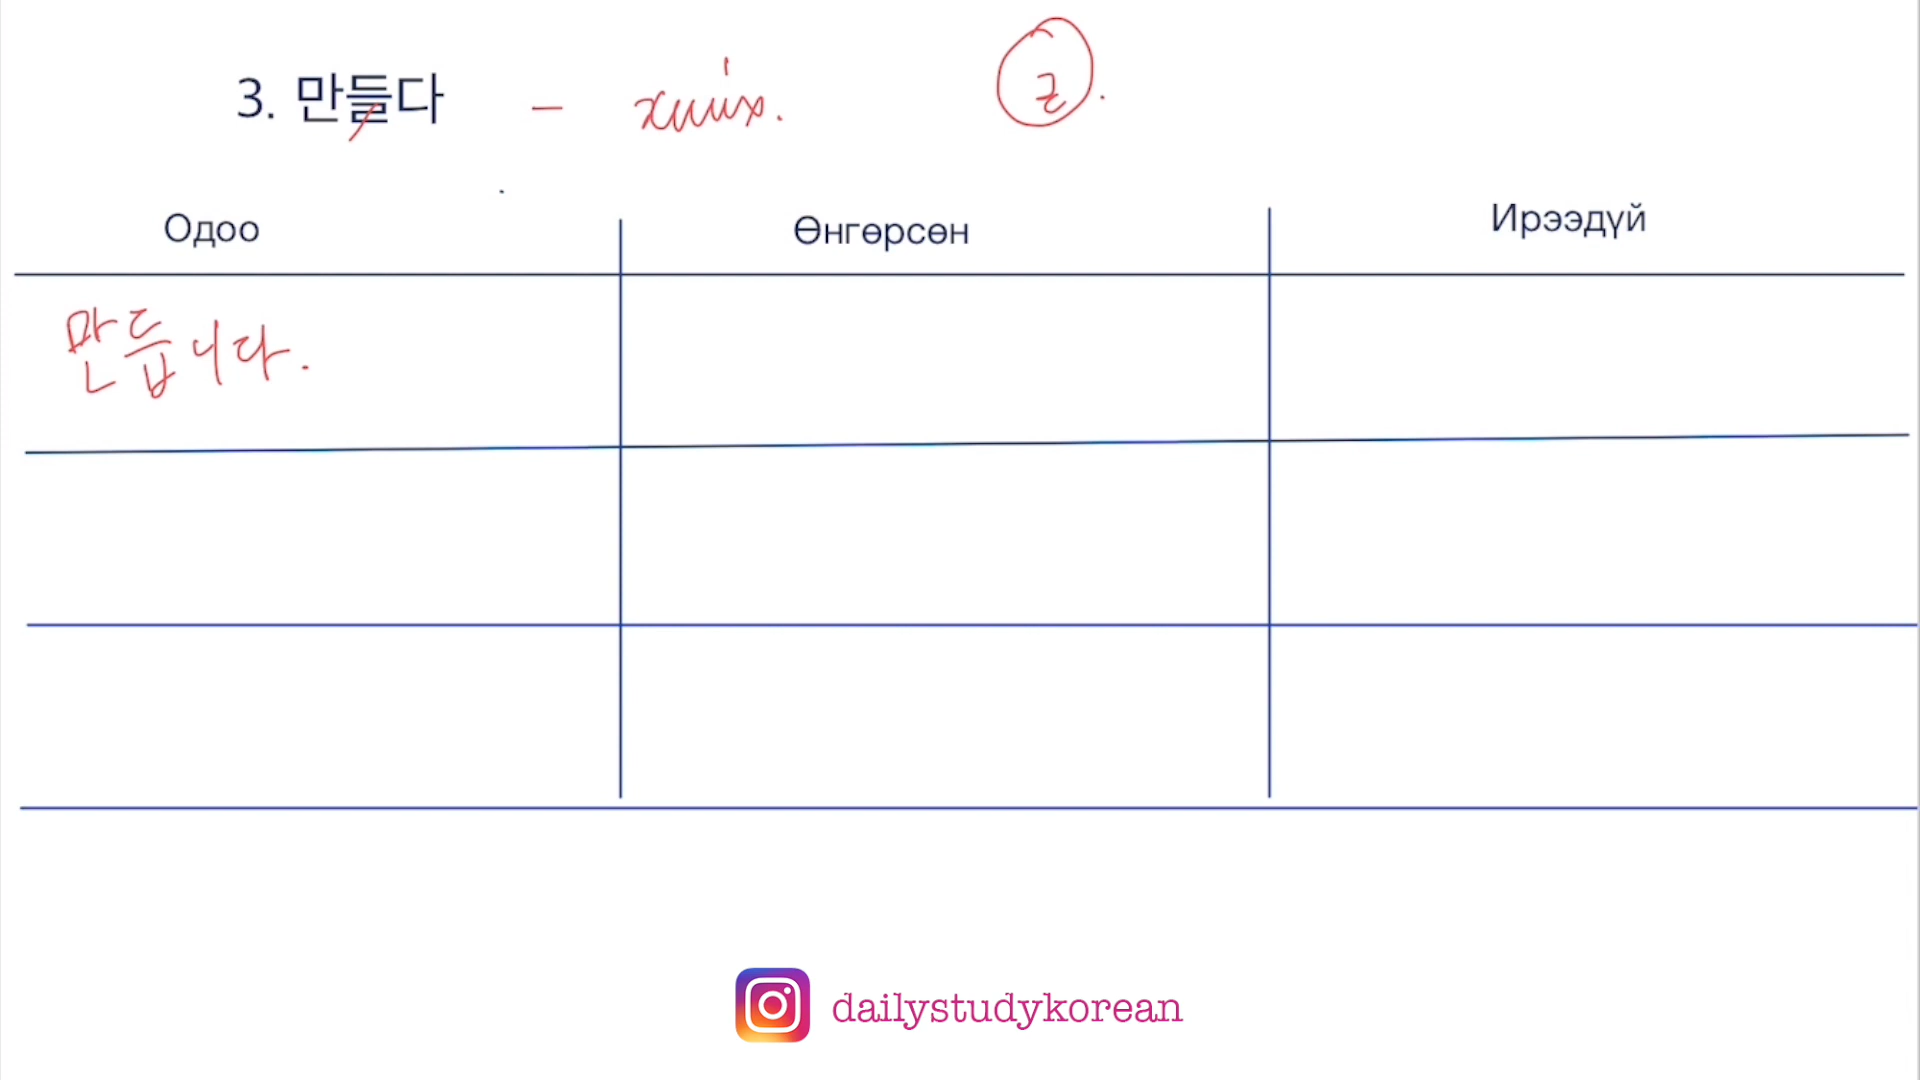 3. 만들다 - хийх. ㄹ.
Одоо Өнгөрсөн Ирээдүй
만듭니다.
dailystudykorean